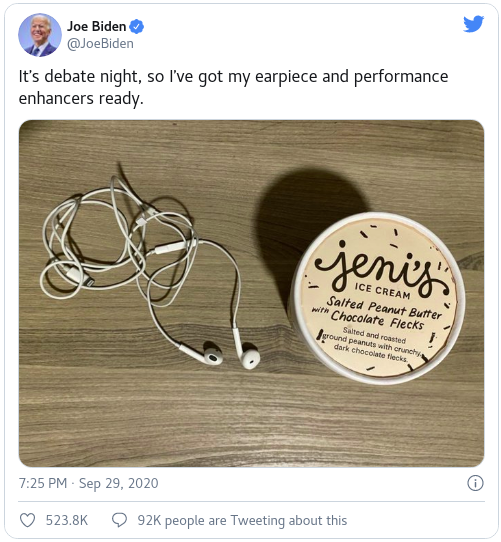 Joe Biden
@JoeBiden
It's debate night, so I've got my earpiece and performance
enhancers ready.
jeni's
ICE CREAM
Salted Peanut Butter
with Chocolate Flecks
Salted and roasted
ground peanuts with crunchy
dark chocolate flecks.
7:25 PM · Sep 29, 2020
523.8K 92K people are Tweeting about this